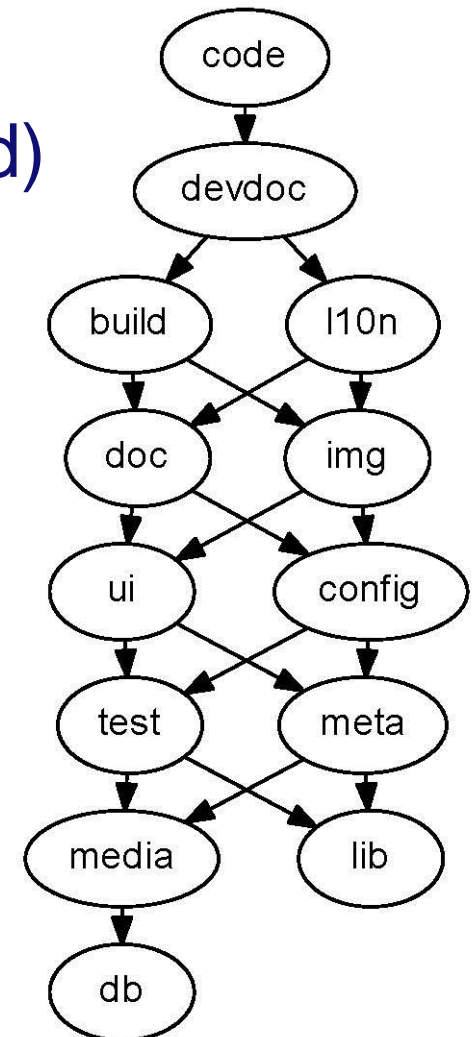 code
d)
devdoc
build l10n
doc img
ui config
test meta
media lib
db